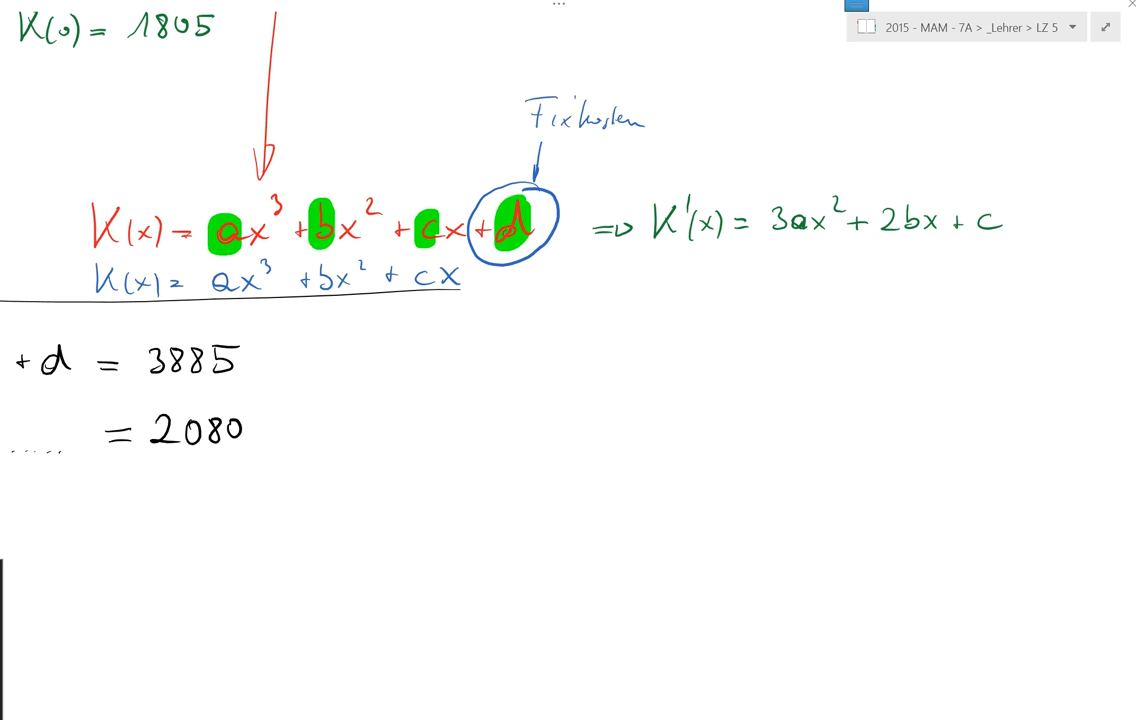 2015 - MAM - 7A > _Lehrer > LZ 5
K(0) = 1805
Fixkosten
K(x) = ax³ + bx² + cx + d ⇒ K'(x) = 3ax² + 2bx + c
K(x) = ax³ + bx² + cx
+ d = 3885
= 2080